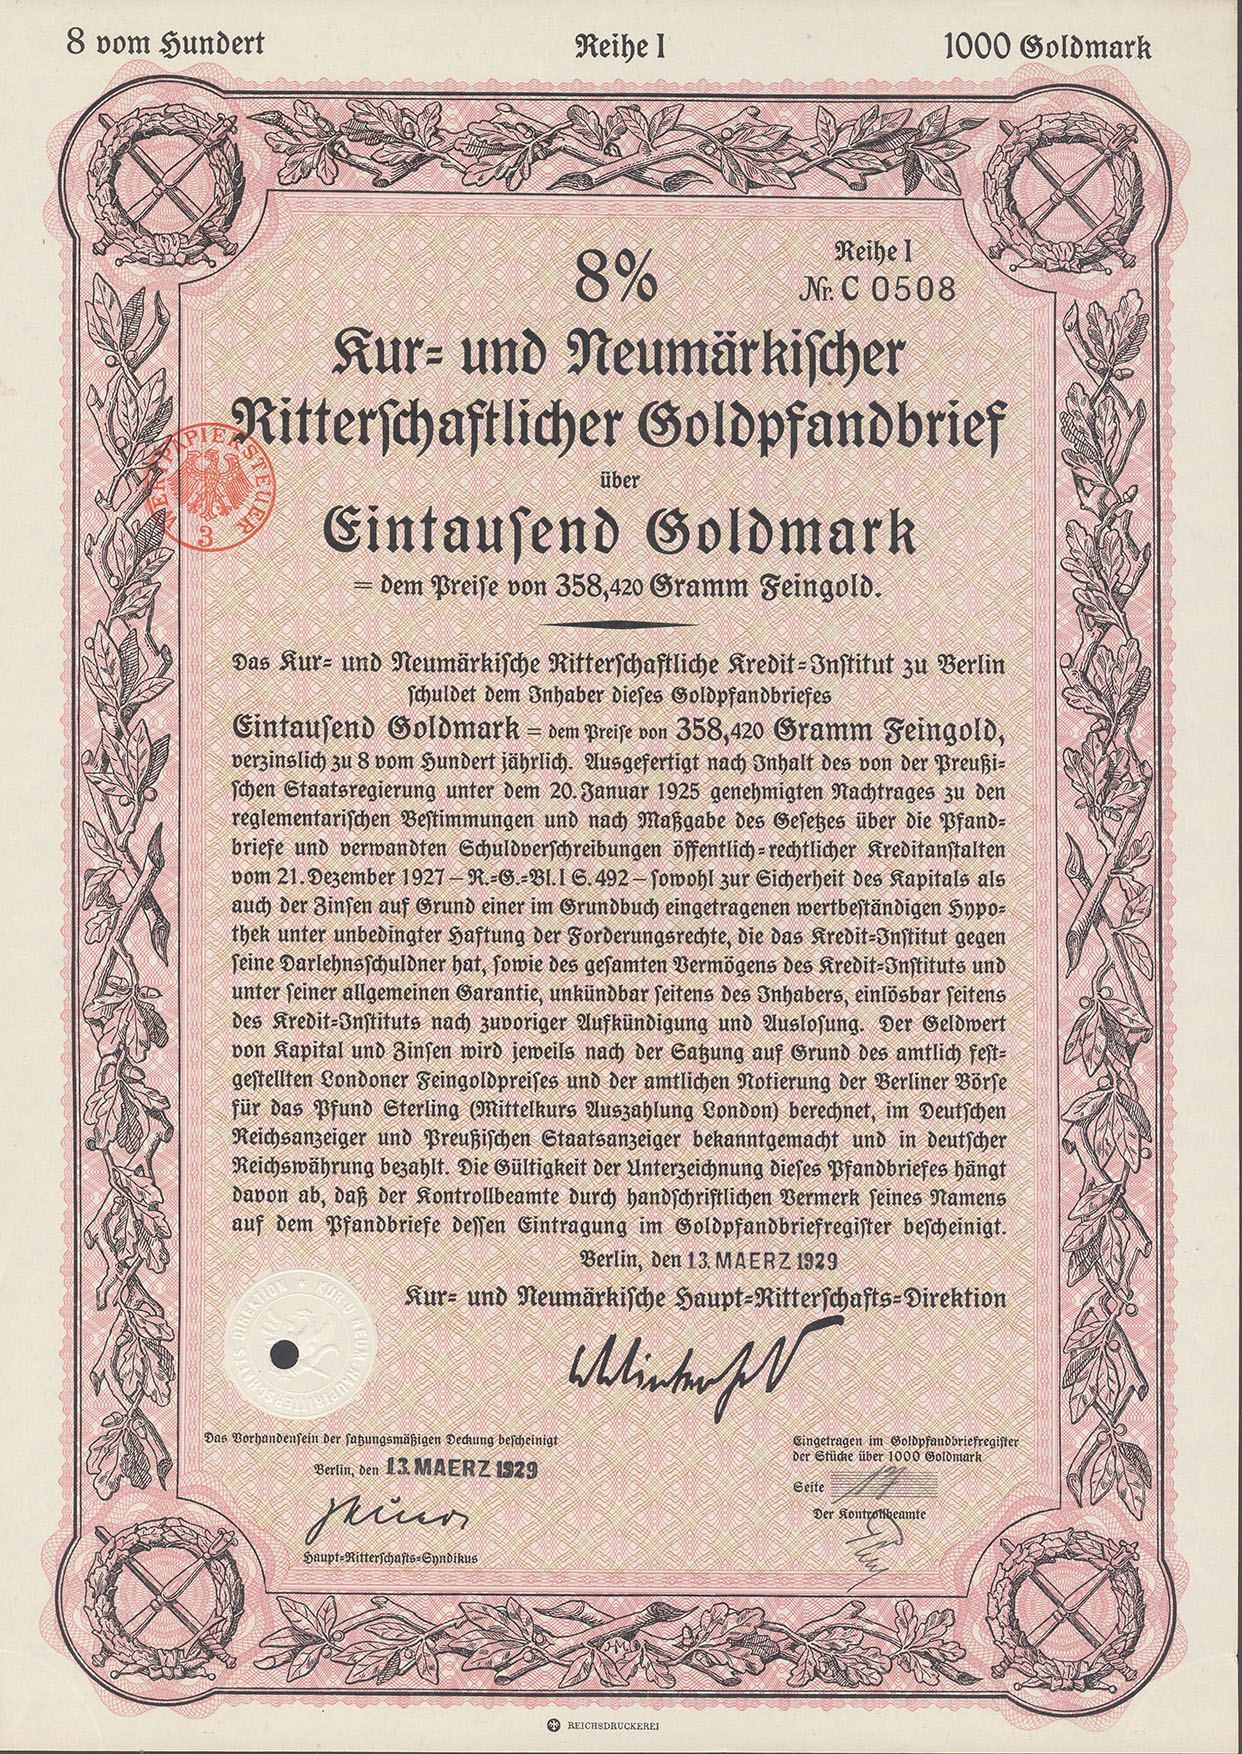 8 vom Hundert Reihe I 1000 Goldmark
8%
Reihe I
Nr. C 0508
Kur= und Neumärkischer
Ritterschaftlicher Goldpfandbrief
WERTPAPIERSTEUER
3
über
Eintausend Goldmark
= dem Preise von 358,420 Gramm Feingold.
Das Kur= und Neumärkische Ritterschaftliche Kredit=Institut zu Berlin
schuldet dem Inhaber dieses Goldpfandbriefes
Eintausend Goldmark = dem Preise von 358,420 Gramm Feingold,
verzinslich zu 8 vom Hundert jährlich. Ausgefertigt nach Inhalt des von der Preußi=
schen Staatsregierung unter dem 20. Januar 1925 genehmigten Nachtrages zu den
reglementarischen Bestimmungen und nach Maßgabe des Gesetzes über die Pfand=
briefe und verwandten Schuldverschreibungen öffentlich=rechtlicher Kreditanstalten
vom 21. Dezember 1927 – R.=G.=Bl. I S. 492 – sowohl zur Sicherheit des Kapitals als
auch der Zinsen auf Grund einer im Grundbuch eingetragenen wertbeständigen Hypo=
thek unter unbedingter Haftung der Forderungsrechte, die das Kredit=Institut gegen
seine Darlehnsschuldner hat, sowie des gesamten Vermögens des Kredit=Instituts und
unter seiner allgemeinen Garantie, unkündbar seitens des Inhabers, einlösbar seitens
des Kredit=Instituts nach zuvoriger Aufkündigung und Auslosung. Der Geldwert
von Kapital und Zinsen wird jeweils nach der Satzung auf Grund des amtlich fest=
gestellten Londoner Feingoldpreises und der amtlichen Notierung der Berliner Börse
für das Pfund Sterling (Mittelkurs Auszahlung London) berechnet, im Deutschen
Reichsanzeiger und Preußischen Staatsanzeiger bekanntgemacht und in deutscher
Reichswährung bezahlt. Die Gültigkeit der Unterzeichnung dieses Pfandbriefes hängt
davon ab, daß der Kontrollbeamte durch handschriftlichen Vermerk seines Namens
auf dem Pfandbriefe dessen Eintragung im Goldpfandbriefregister bescheinigt.
Berlin, den 13. MAERZ 1929
Kur= und Neumärkische Haupt=Ritterschafts=Direktion
KUR-U.NEUM.HAUPTRITTERSCHAFTS DIREKTION
Das Vorhandensein der satzungsmäßigen Deckung bescheinigt
Berlin, den 13. MAERZ 1929
Haupt=Ritterschafts=Syndikus
Eingetragen im Goldpfandbriefregister
der Stücke über 1000 Goldmark
Seite 17
Der Kontrollbeamte
REICHSDRUCKEREI